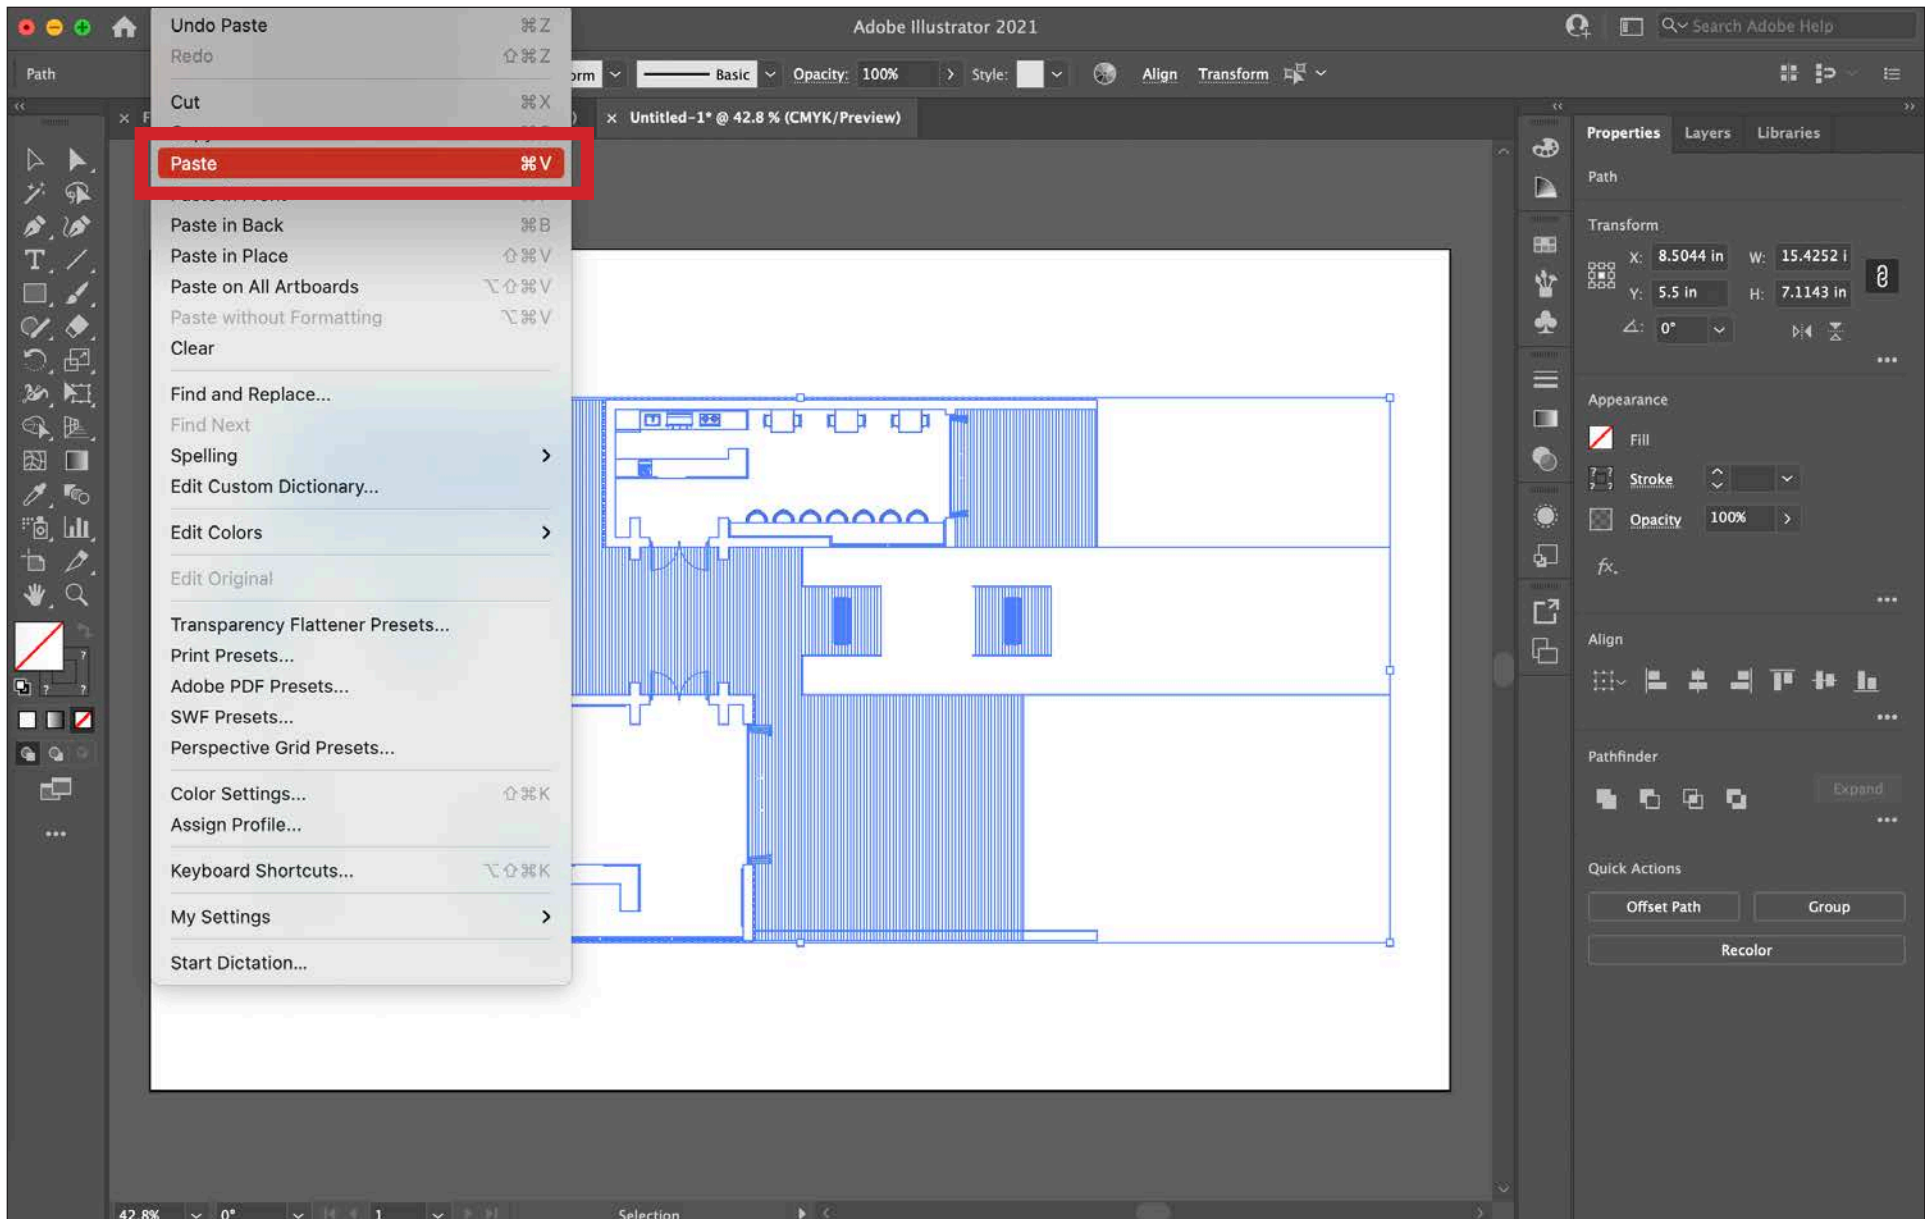 Adobe Illustrator 2021
Search Adobe Help
Path
Basic
Opacity: 100%
Style:
Align
Transform
Untitled-1* @ 42.8 % (CMYK/Preview)
Undo Paste ⌘Z
Redo ⇧⌘Z
Cut ⌘X
Paste ⌘V
Paste in Back ⌘B
Paste in Place ⇧⌘V
Paste on All Artboards ⌥⇧⌘V
Paste without Formatting ⌥⌘V
Clear
Find and Replace...
Find Next
Spelling
Edit Custom Dictionary...
Edit Colors
Edit Original
Transparency Flattener Presets...
Print Presets...
Adobe PDF Presets...
SWF Presets...
Perspective Grid Presets...
Color Settings... ⇧⌘K
Assign Profile...
Keyboard Shortcuts... ⌥⇧⌘K
My Settings
Start Dictation...
Properties Layers Libraries
Path
Transform
X: 8.5044 in W: 15.4252 i
Y: 5.5 in H: 7.1143 in
0°
Appearance
Fill
Stroke
Opacity 100%
fx.
Align
Pathfinder
Expand
Quick Actions
Offset Path Group
Recolor
42.8% 0° 1 Selection